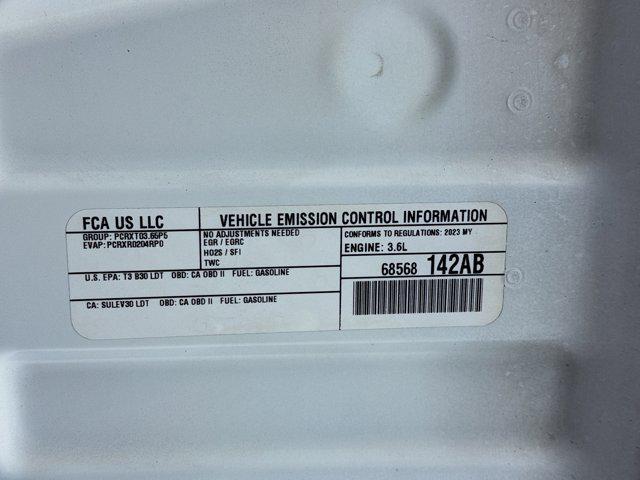 FCA US LLC
VEHICLE EMISSION CONTROL INFORMATION
GROUP: PCRXT03.65P5
EVAP: PCRXR0204RP0
NO ADJUSTMENTS NEEDED
EGR / EGRC
HO2S / SFI
TWC
CONFORMS TO REGULATIONS: 2023 MY
ENGINE: 3.6L
U.S. EPA: T3 B30 LDT OBD: CA OBD II FUEL: GASOLINE
CA: SULEV30 LDT OBD: CA OBD II FUEL: GASOLINE
68568 142AB